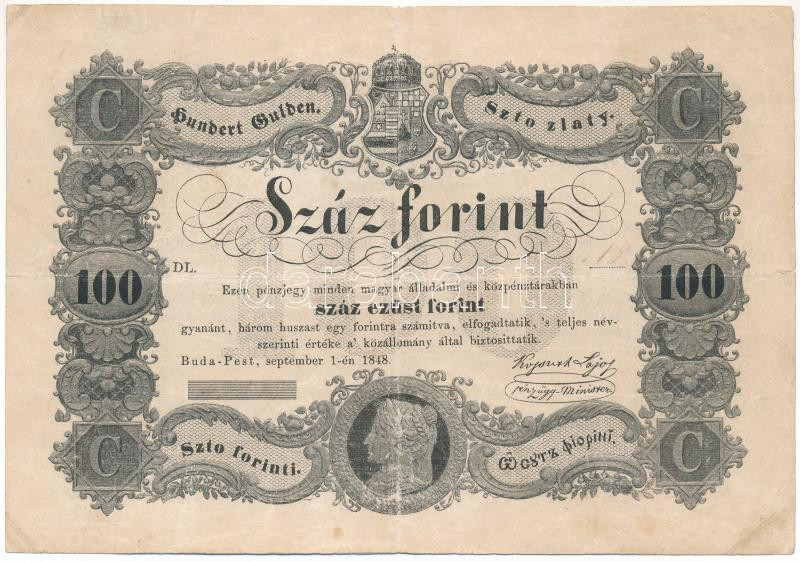 C
C
Hundert Gulden.
Szto zlaty.
Száz forint
DL.
100
100
Ezen pénzjegy minden magyar álladalmi és középénztárakban
száz ezüst forint
gyanánt, három huszast egy forintra számitva, elfogadtatik, 's teljes név-
szerinti értéke a' közállomány által biztosittatik.
Buda-Pest, september 1-én 1848.
Kossuth Lajos
pénzügy-Minister.
Szto forinti.
C
C
darabanth